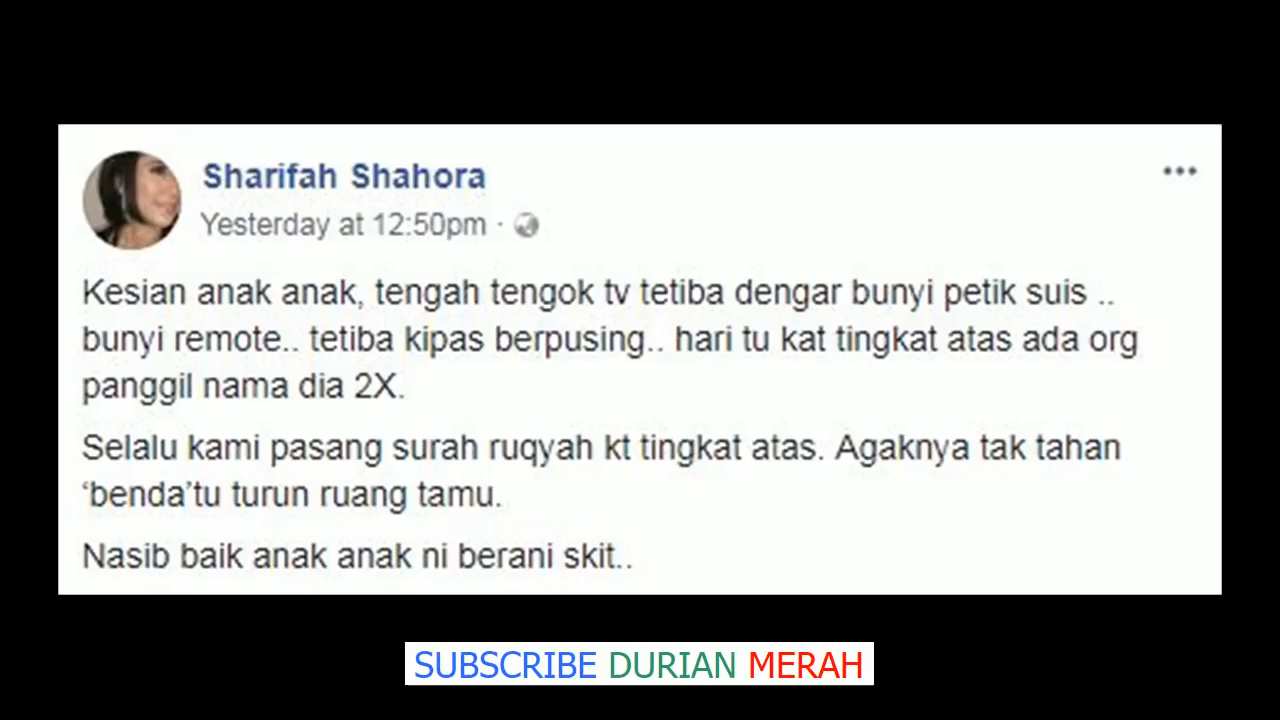 Sharifah Shahora
Yesterday at 12:50pm ·
Kesian anak anak, tengah tengok tv tetiba dengar bunyi petik suis ..
bunyi remote.. tetiba kipas berpusing.. hari tu kat tingkat atas ada org
panggil nama dia 2X.
Selalu kami pasang surah ruqyah kt tingkat atas. Agaknya tak tahan
‘benda’tu turun ruang tamu.
Nasib baik anak anak ni berani skit..
SUBSCRIBE DURIAN MERAH